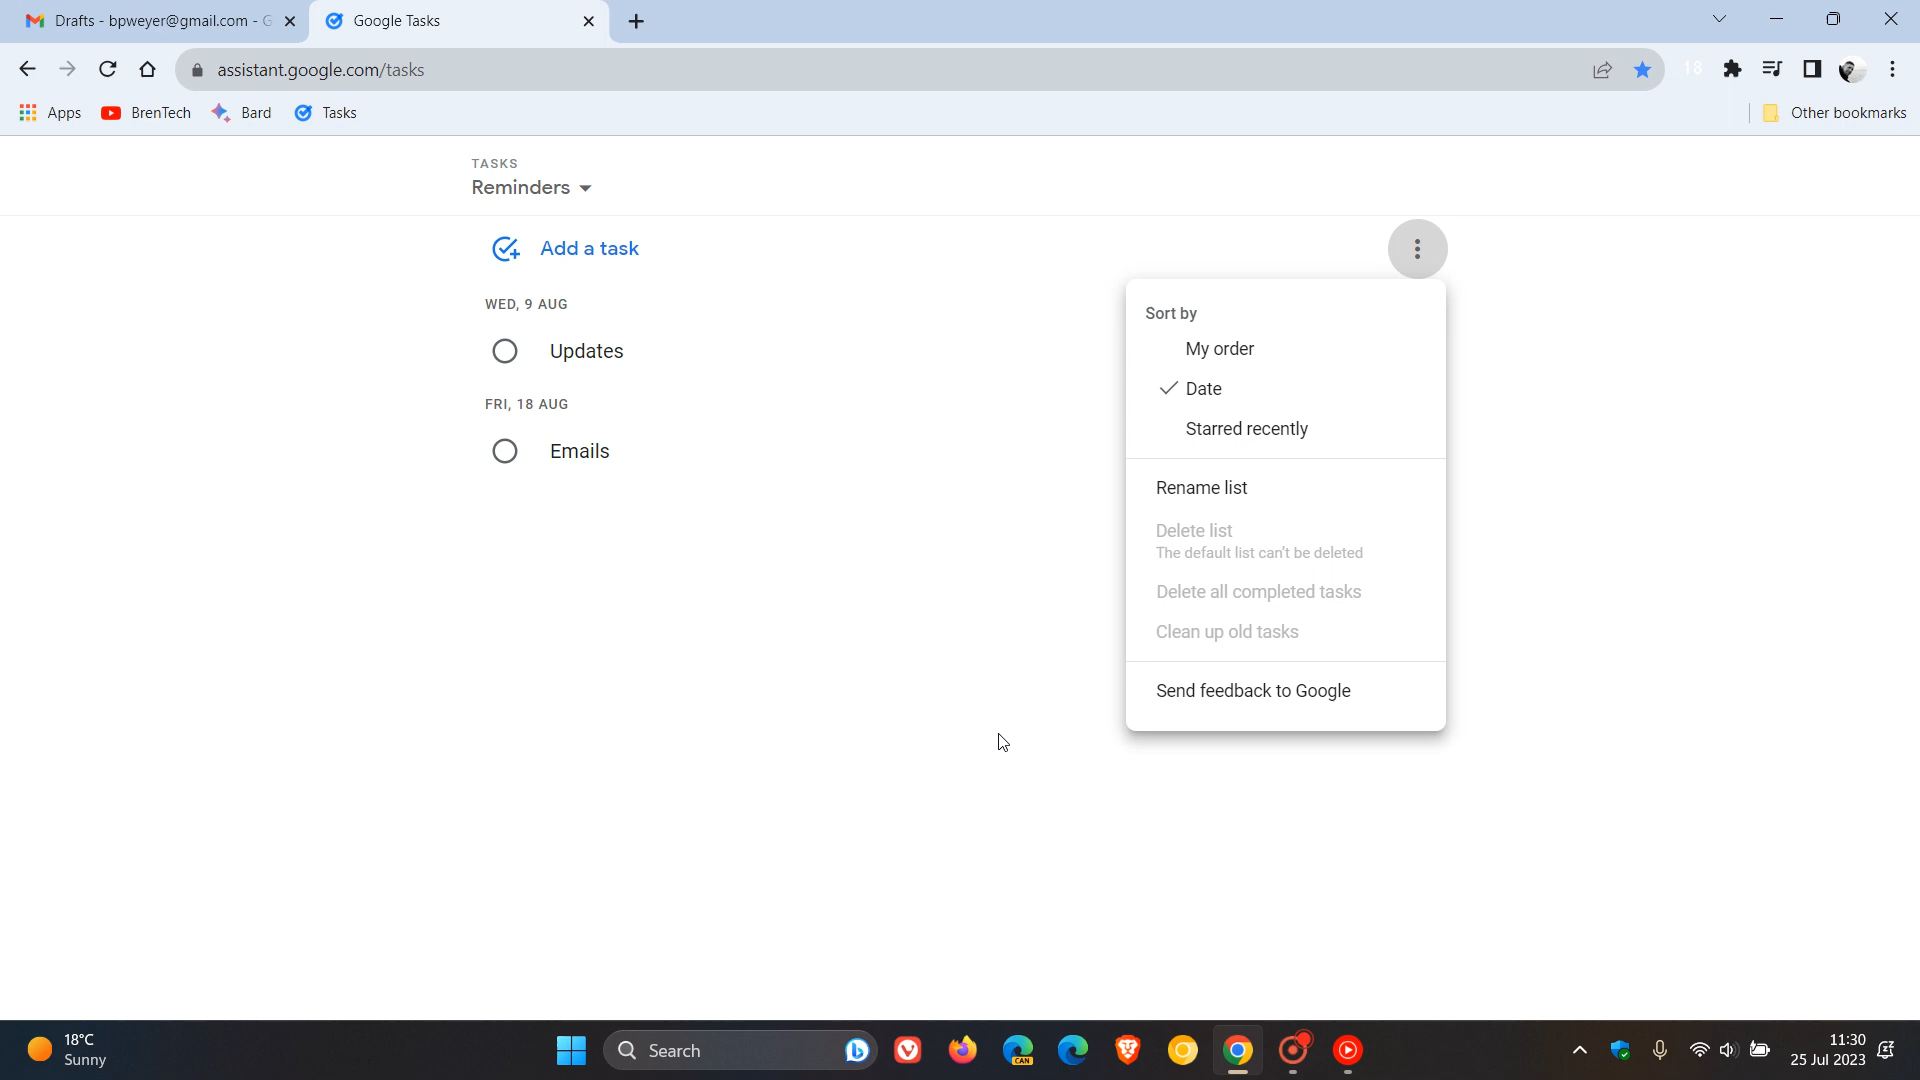 Drafts - bpweyer@gmail.com - G
Google Tasks
assistant.google.com/tasks
18
Apps
BrenTech
Bard
Tasks
Other bookmarks
TASKS
Reminders
Add a task
WED, 9 AUG
Updates
FRI, 18 AUG
Emails
Sort by
My order
Date
Starred recently
Rename list
Delete list
The default list can't be deleted
Delete all completed tasks
Clean up old tasks
Send feedback to Google
18°C
Sunny
Search
CAN
11:30
25 Jul 2023